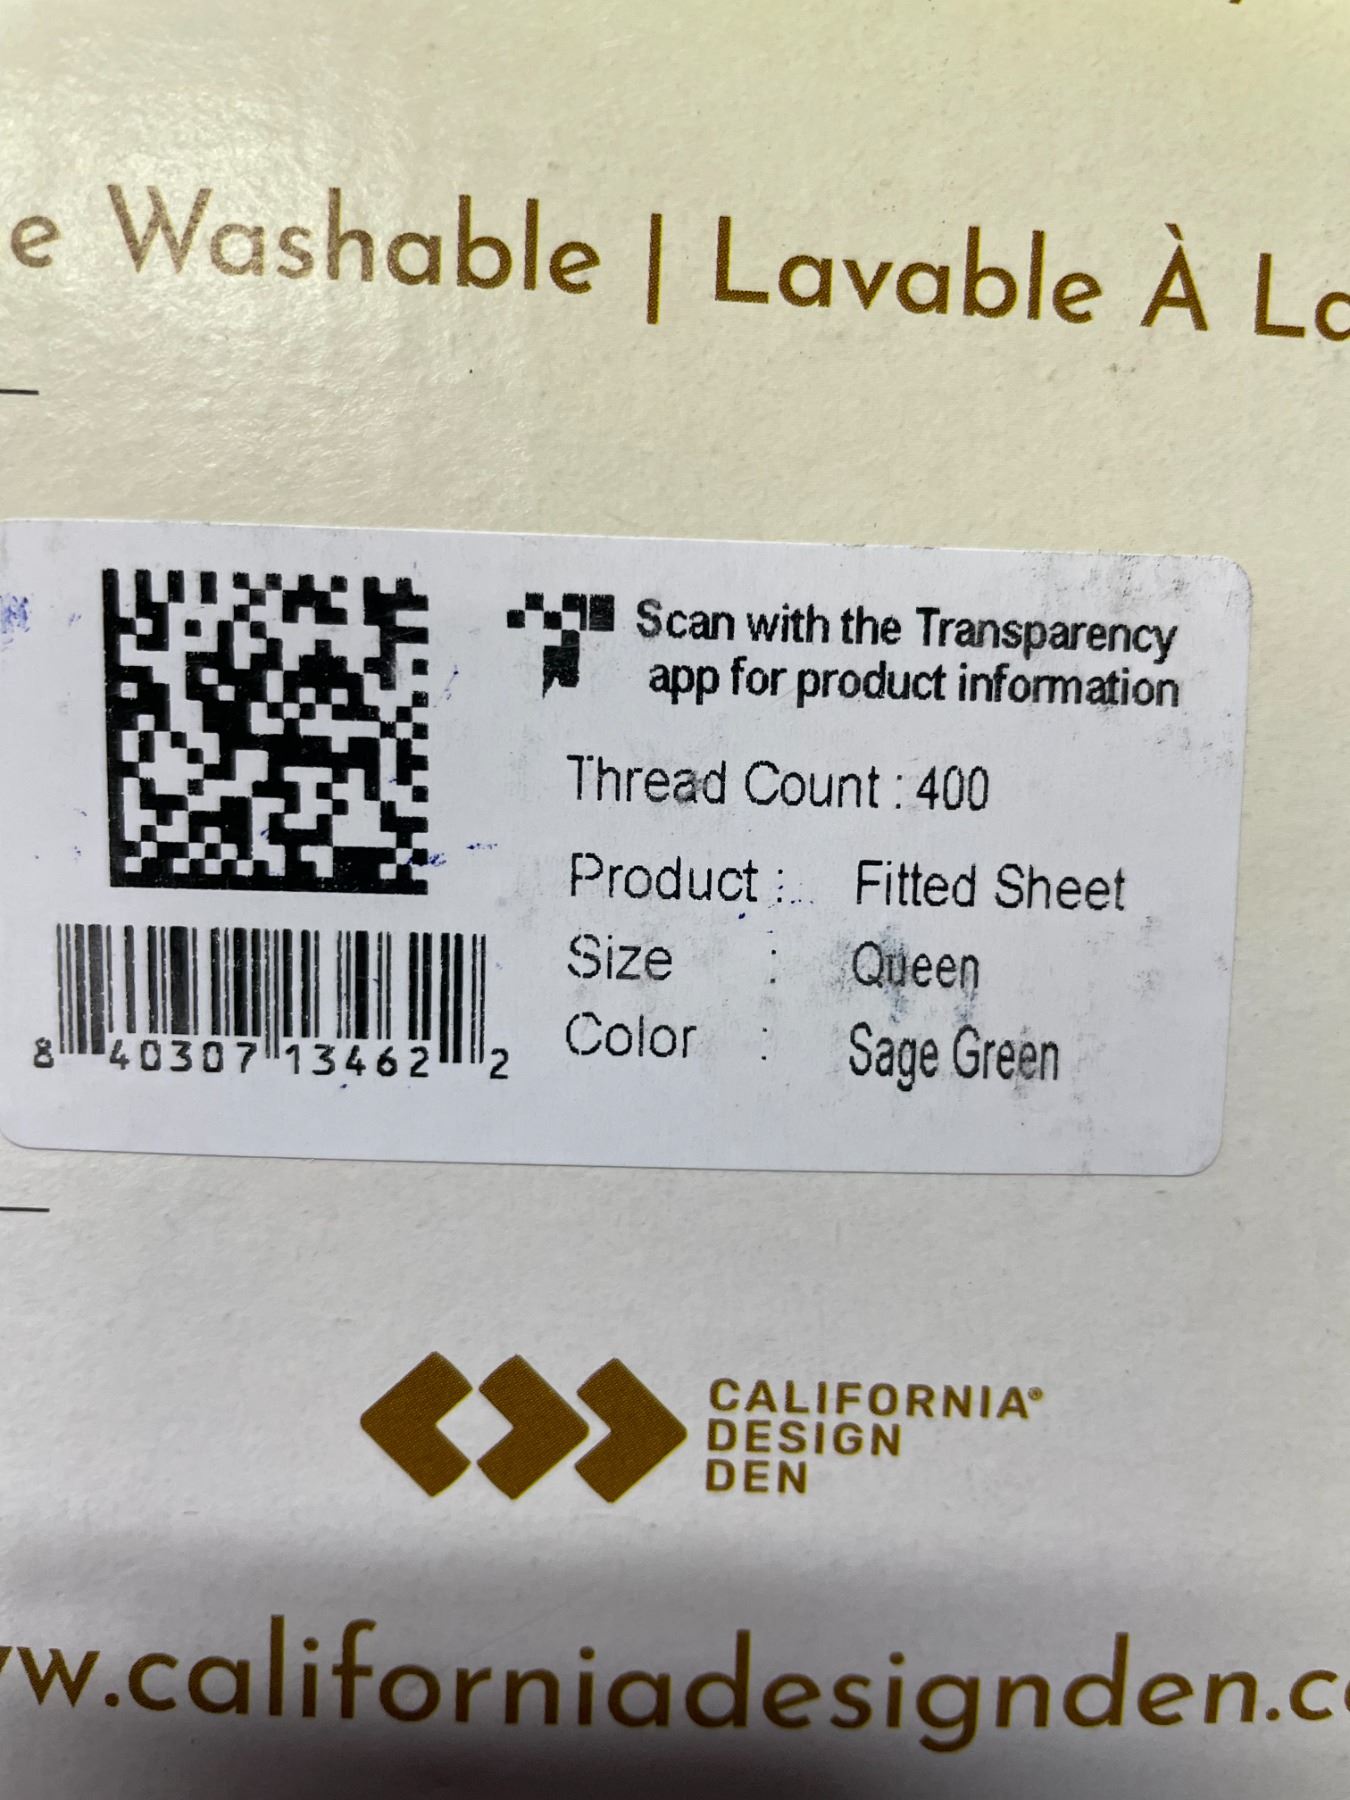 e Washable | Lavable À La
Scan with the Transparency
app for product information
Thread Count : 400
Product : Fitted Sheet
Size : Queen
Color : Sage Green
8 40307 13462 2
CALIFORNIA®
DESIGN
DEN
w.californiadesignden.c